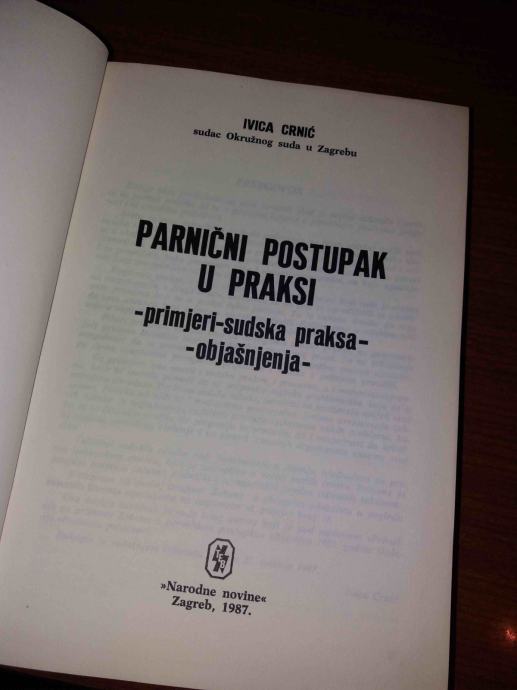 IVICA CRNIĆ
sudac Okružnog suda u Zagrebu
PARNIČNI POSTUPAK
U PRAKSI
-primjeri-sudska praksa-
-objašnjenja-
»Narodne novine«
Zagreb, 1987.